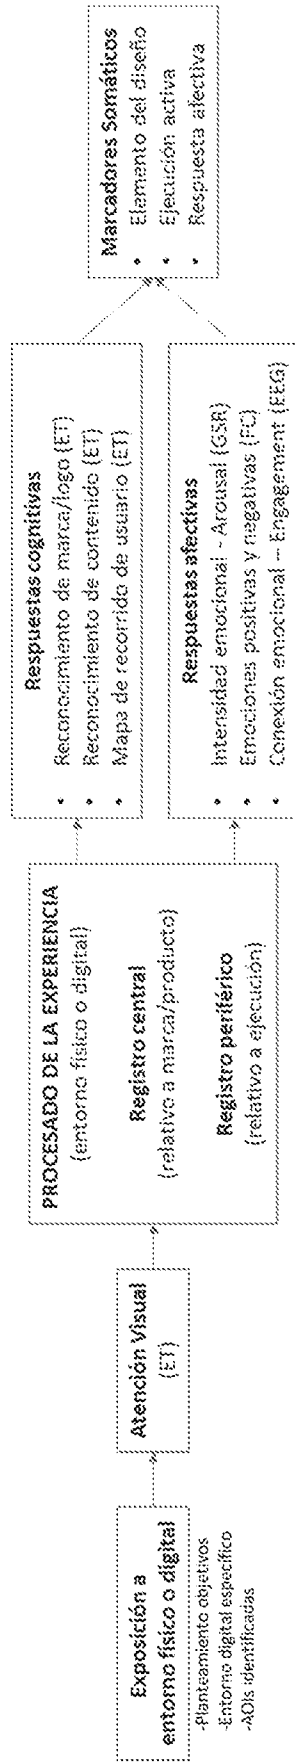 Exposición a
entorno físico o digital
-Planteamiento objetivos
-Entorno digital específico
-AOIs identificadas
Atención Visual
(ET)
PROCESADO DE LA EXPERIENCIA
(entorno físico o digital)
Registro central
(relativo a marca/producto)
Registro periférico
(relativo a ejecución)
Respuestas cognitivas
• Reconocimiento de marca/logo (ET)
• Reconocimiento de contenido (ET)
• Mapa de recorrido de usuario (ET)
Respuestas afectivas
• Intensidad emocional - Arousal (GSR)
• Emociones positivas y negativas (FC)
• Conexión emocional – Engagement (EEG)
Marcadores Somáticos
• Elemento del diseño
• Ejecución activa
• Respuesta afectiva